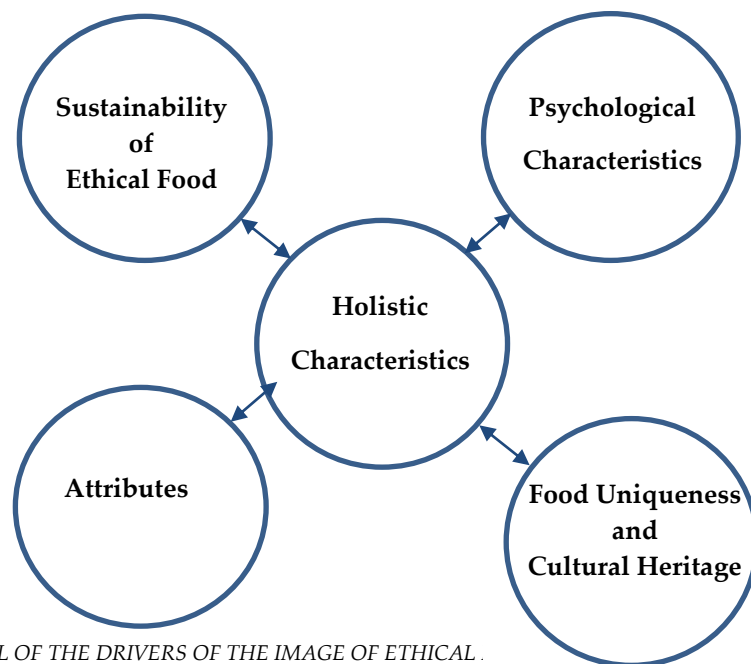 Sustainability
of
Ethical Food
Psychological
Characteristics
Holistic
Characteristics
Attributes
Food Uniqueness
and
Cultural Heritage
L OF THE DRIVERS OF THE IMAGE OF ETHICAL